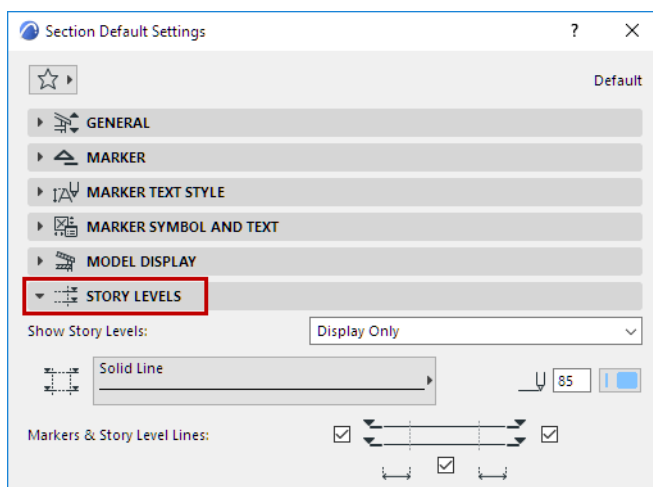 Section Default Settings
?
Default
GENERAL
MARKER
MARKER TEXT STYLE
MARKER SYMBOL AND TEXT
MODEL DISPLAY
STORY LEVELS
Show Story Levels: Display Only
Solid Line
85
Markers & Story Level Lines: